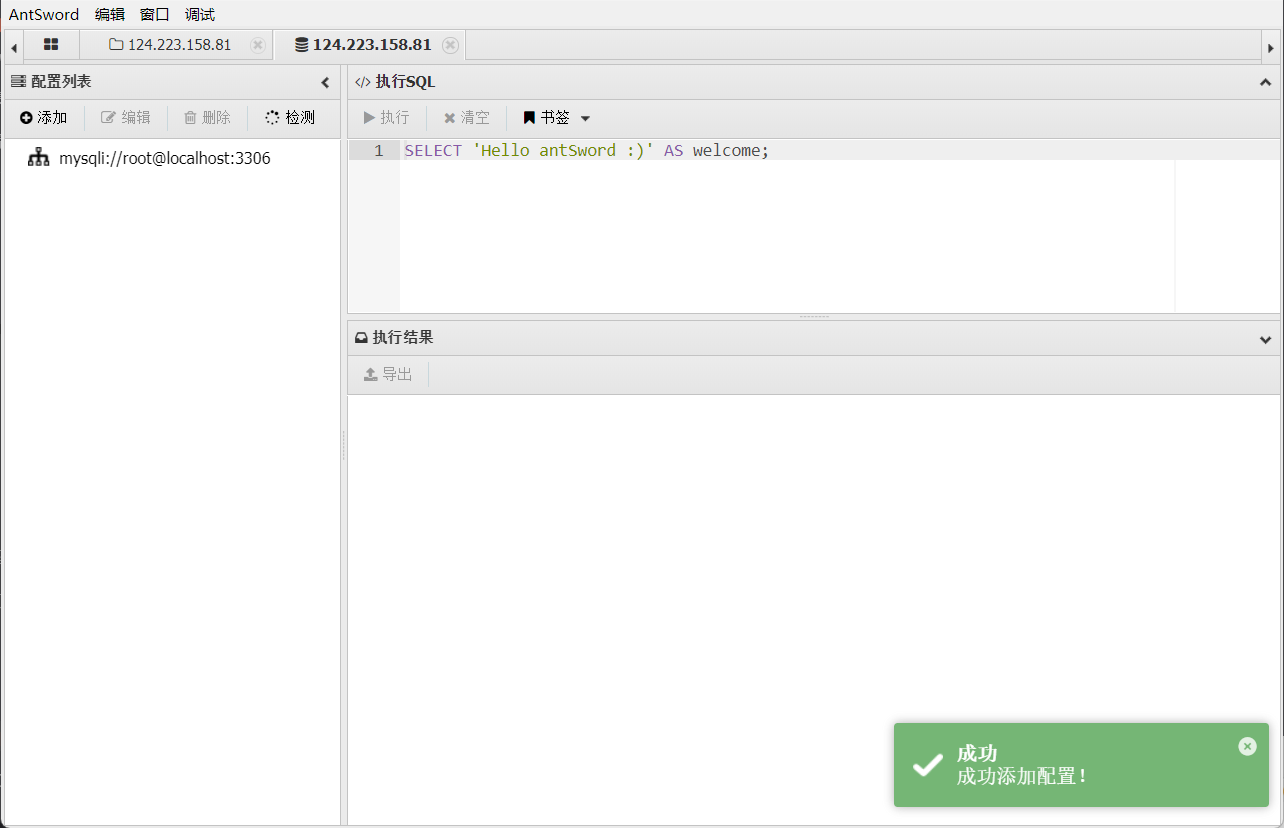 AntSword 编辑 窗口 调试
124.223.158.81 124.223.158.81
配置列表
添加 编辑 删除 检测
mysqli://root@localhost:3306
执行SQL
执行 清空 书签
1 SELECT 'Hello antSword :)' AS welcome;
执行结果
导出
成功
成功添加配置!